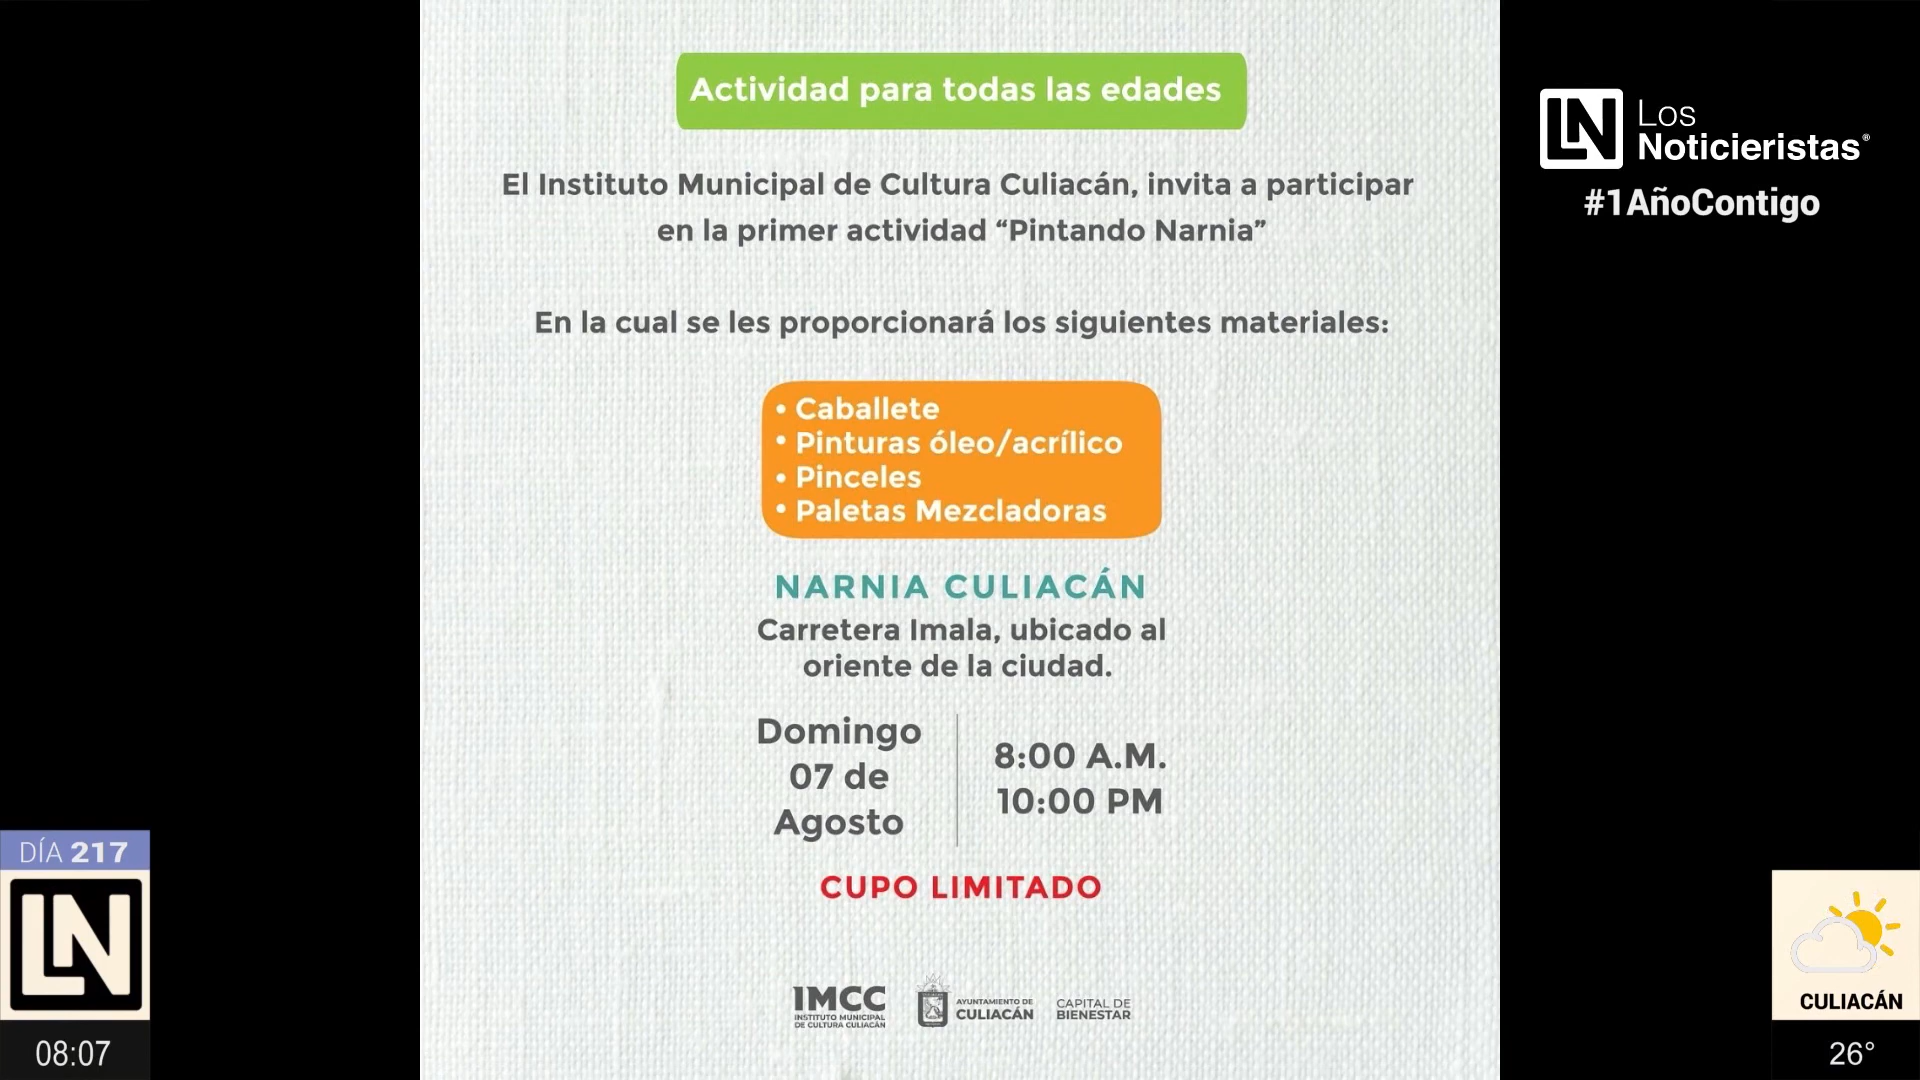 Actividad para todas las edades
El Instituto Municipal de Cultura Culiacán, invita a participar
en la primer actividad “Pintando Narnia”
En la cual se les proporcionará los siguientes materiales:
• Caballete
• Pinturas óleo/acrílico
• Pinceles
• Paletas Mezcladoras
NARNIA CULIACÁN
Carretera Imala, ubicado al
oriente de la ciudad.
Domingo
07 de
Agosto
8:00 A.M.
10:00 PM
CUPO LIMITADO
IMCC
INSTITUTO MUNICIPAL
DE CULTURA CULIACÁN
AYUNTAMIENTO DE
CULIACÁN
CAPITAL DE
BIENESTAR
LN
Los
Noticieristas®
#1AñoContigo
DÍA 217
LN
08:07
CULIACÁN
26°